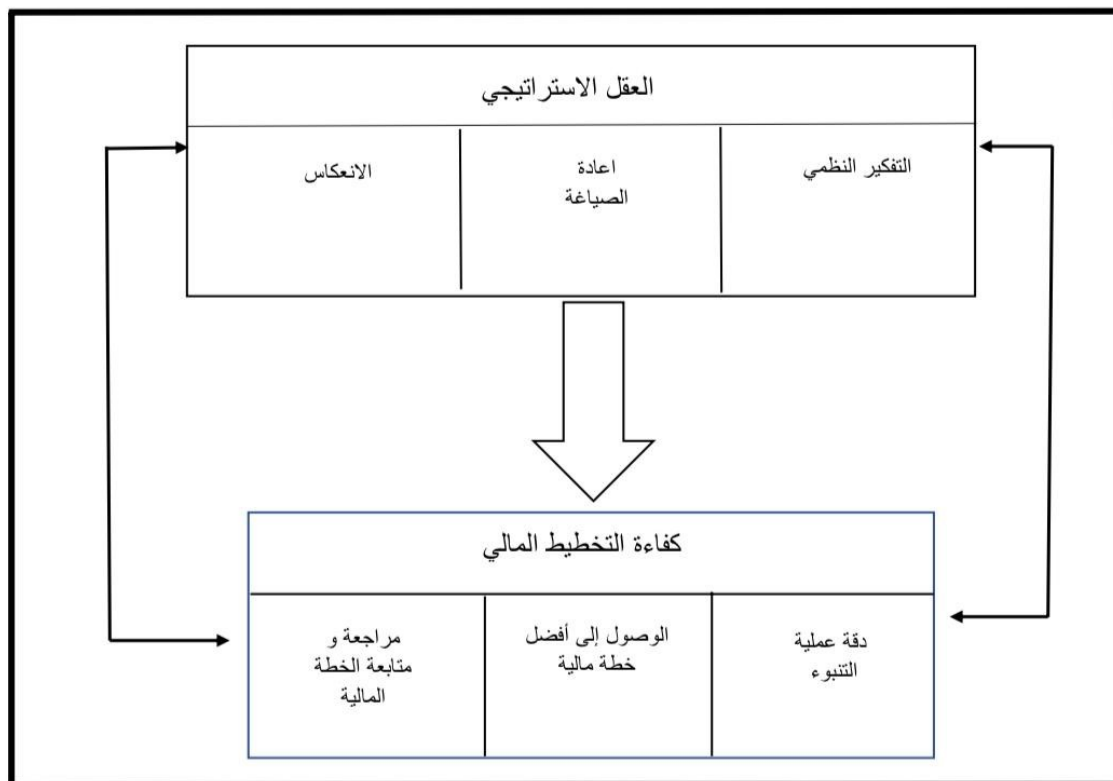 العقل الاستراتيجي
التفكير النظمي
اعادة
الصياغة
الانعكاس
كفاءة التخطيط المالي
دقة عملية
التنبوء
الوصول إلى أفضل
خطة مالية
مراجعة و
متابعة الخطة
المالية